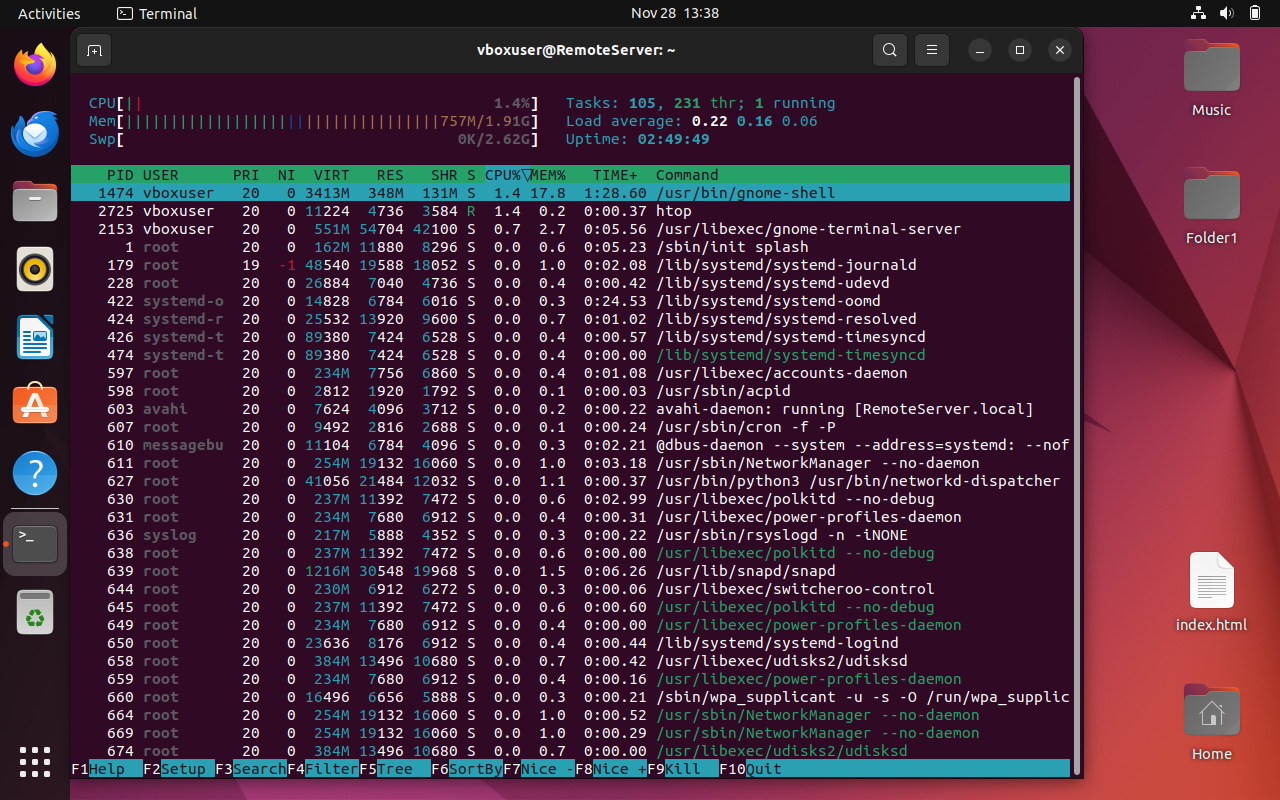 Activities Terminal Nov 28 13:38
vboxuser@RemoteServer: ~
CPU[|| 1.4%] Tasks: 105, 231 thr; 1 running
Mem[|||||||||||||||||||||||||||||||||||757M/1.91G] Load average: 0.22 0.16 0.06
Swp[ 0K/2.62G] Uptime: 02:49:49
PID USER PRI NI VIRT RES SHR S CPU%▽MEM% TIME+ Command
1474 vboxuser 20 0 3413M 348M 131M S 1.4 17.8 1:28.60 /usr/bin/gnome-shell
2725 vboxuser 20 0 11224 4736 3584 R 1.4 0.2 0:00.37 htop
2153 vboxuser 20 0 551M 54704 42100 S 0.7 2.7 0:05.56 /usr/libexec/gnome-terminal-server
1 root 20 0 162M 11880 8296 S 0.0 0.6 0:05.23 /sbin/init splash
179 root 19 -1 48540 19588 18052 S 0.0 1.0 0:02.08 /lib/systemd/systemd-journald
228 root 20 0 26884 7040 4736 S 0.0 0.4 0:00.42 /lib/systemd/systemd-udevd
422 systemd-o 20 0 14828 6784 6016 S 0.0 0.3 0:24.53 /lib/systemd/systemd-oomd
424 systemd-r 20 0 25532 13920 9600 S 0.0 0.7 0:01.02 /lib/systemd/systemd-resolved
426 systemd-t 20 0 89380 7424 6528 S 0.0 0.4 0:00.57 /lib/systemd/systemd-timesyncd
474 systemd-t 20 0 89380 7424 6528 S 0.0 0.4 0:00.00 /lib/systemd/systemd-timesyncd
597 root 20 0 234M 7756 6860 S 0.0 0.4 0:01.08 /usr/libexec/accounts-daemon
598 root 20 0 2812 1920 1792 S 0.0 0.1 0:00.03 /usr/sbin/acpid
603 avahi 20 0 7624 4096 3712 S 0.0 0.2 0:00.22 avahi-daemon: running [RemoteServer.local]
607 root 20 0 9492 2816 2688 S 0.0 0.1 0:00.24 /usr/sbin/cron -f -P
610 messagebu 20 0 11104 6784 4096 S 0.0 0.3 0:02.21 @dbus-daemon --system --address=systemd: --nof
611 root 20 0 254M 19132 16060 S 0.0 1.0 0:03.18 /usr/sbin/NetworkManager --no-daemon
627 root 20 0 41056 21484 12032 S 0.0 1.1 0:00.37 /usr/bin/python3 /usr/bin/networkd-dispatcher
630 root 20 0 237M 11392 7472 S 0.0 0.6 0:02.99 /usr/libexec/polkitd --no-debug
631 root 20 0 234M 7680 6912 S 0.0 0.4 0:00.31 /usr/libexec/power-profiles-daemon
636 syslog 20 0 217M 5888 4352 S 0.0 0.3 0:00.22 /usr/sbin/rsyslogd -n -iNONE
638 root 20 0 237M 11392 7472 S 0.0 0.6 0:00.00 /usr/libexec/polkitd --no-debug
639 root 20 0 1216M 30548 19968 S 0.0 1.5 0:06.26 /usr/lib/snapd/snapd
644 root 20 0 230M 6912 6272 S 0.0 0.3 0:00.06 /usr/libexec/switcheroo-control
645 root 20 0 237M 11392 7472 S 0.0 0.6 0:00.60 /usr/libexec/polkitd --no-debug
649 root 20 0 234M 7680 6912 S 0.0 0.4 0:00.00 /usr/libexec/power-profiles-daemon
650 root 20 0 23636 8176 6912 S 0.0 0.4 0:00.44 /lib/systemd/systemd-logind
658 root 20 0 384M 13496 10680 S 0.0 0.7 0:00.42 /usr/libexec/udisks2/udisksd
659 root 20 0 234M 7680 6912 S 0.0 0.4 0:00.16 /usr/libexec/power-profiles-daemon
660 root 20 0 16496 6656 5888 S 0.0 0.3 0:00.21 /sbin/wpa_supplicant -u -s -O /run/wpa_supplic
664 root 20 0 254M 19132 16060 S 0.0 1.0 0:00.52 /usr/sbin/NetworkManager --no-daemon
669 root 20 0 254M 19132 16060 S 0.0 1.0 0:00.29 /usr/sbin/NetworkManager --no-daemon
674 root 20 0 384M 13496 10680 S 0.0 0.7 0:00.00 /usr/libexec/udisks2/udisksd
F1Help F2Setup F3SearchF4FilterF5Tree F6SortByF7Nice -F8Nice +F9Kill F10Quit
Music
Folder1
index.html
Home